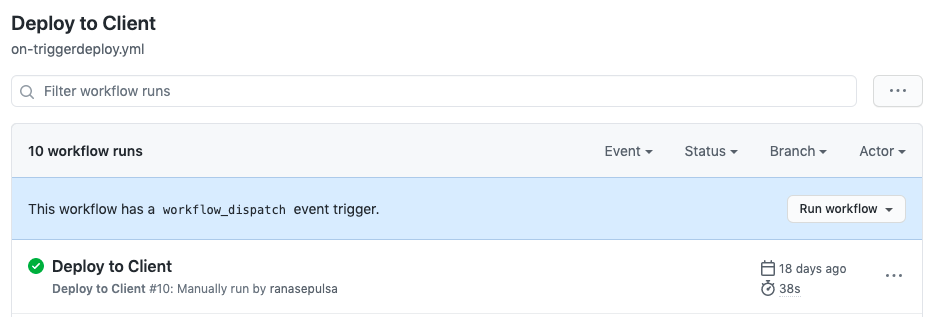 Deploy to Client
on-triggerdeploy.yml
Filter workflow runs
10 workflow runs Event Status Branch Actor
This workflow has a workflow_dispatch event trigger. Run workflow
Deploy to Client 18 days ago
Deploy to Client #10: Manually run by ranasepulsa 38s